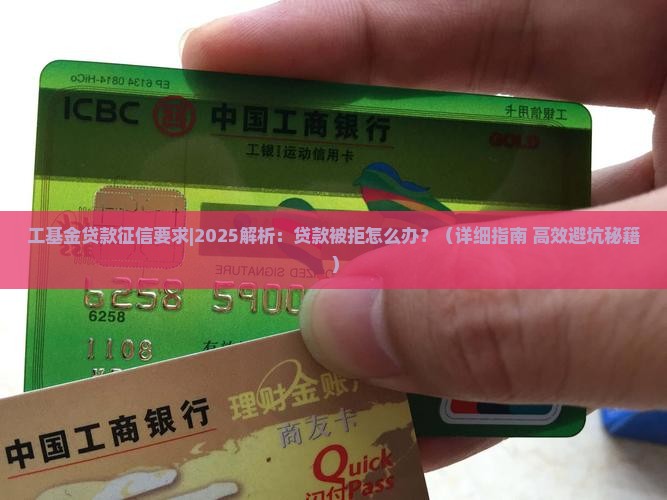 EP 6134 0814-HiCo
ICBC 中国工商银行
工银信用卡
工银I运动信用卡
GOLD
工基金贷款征信要求|2025解析：贷款被拒怎么办？（详细指南 高效避坑秘籍
）
6258 5900
6258
1108
中国工商银行
理财金账户
商友卡
Quick
闪付Pass